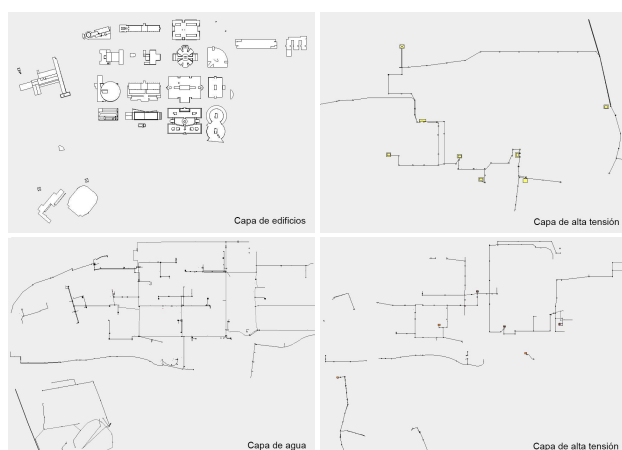 Capa de edificios
Capa de alta tensión
Capa de agua
Capa de alta tensión